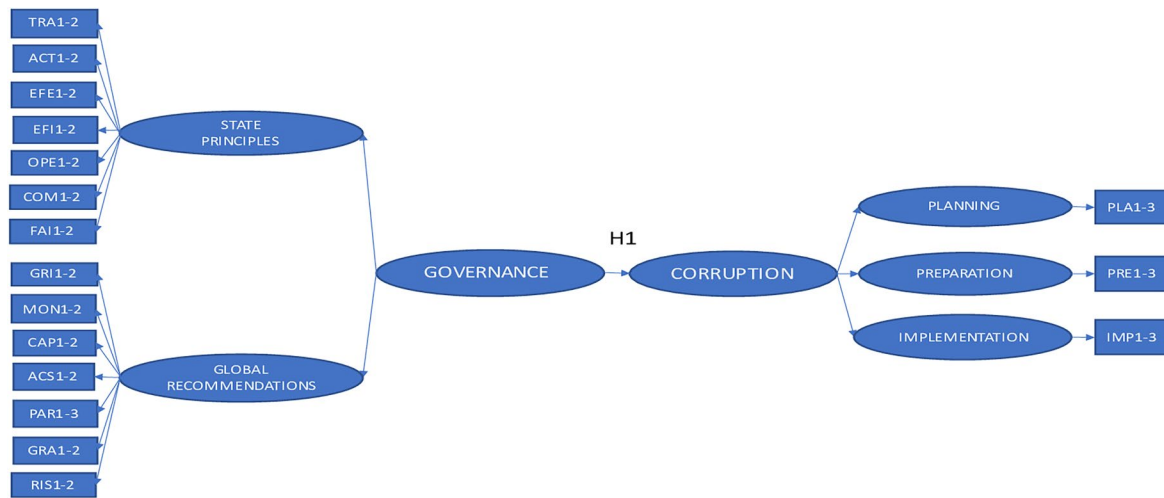 TRA1-2
ACT1-2
EFE1-2
EFI1-2
OPE1-2
COM1-2
FAI1-2
STATE
PRINCIPLES
GRI1-2
MON1-2
CAP1-2
ACS1-2
PAR1-3
GRA1-2
RIS1-2
GLOBAL
RECOMMENDATIONS
GOVERNANCE
H1
CORRUPTION
PLANNING
PLA1-3
PREPARATION
PRE1-3
IMPLEMENTATION
IMP1-3